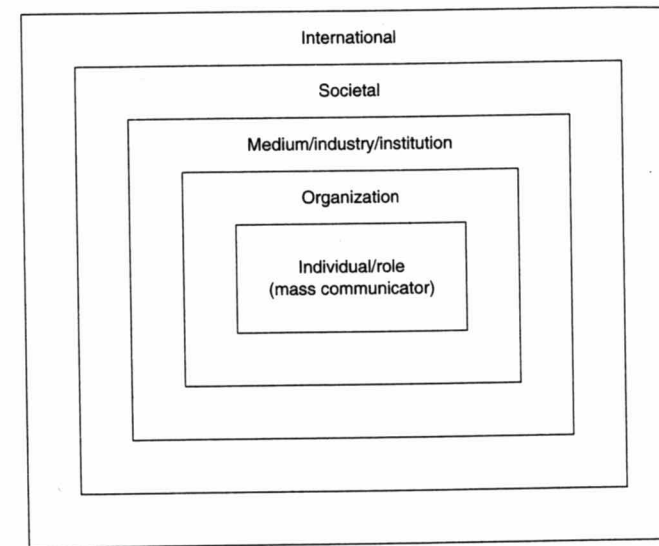 International
Societal
Medium/industry/institution
Organization
Individual/role
(mass communicator)